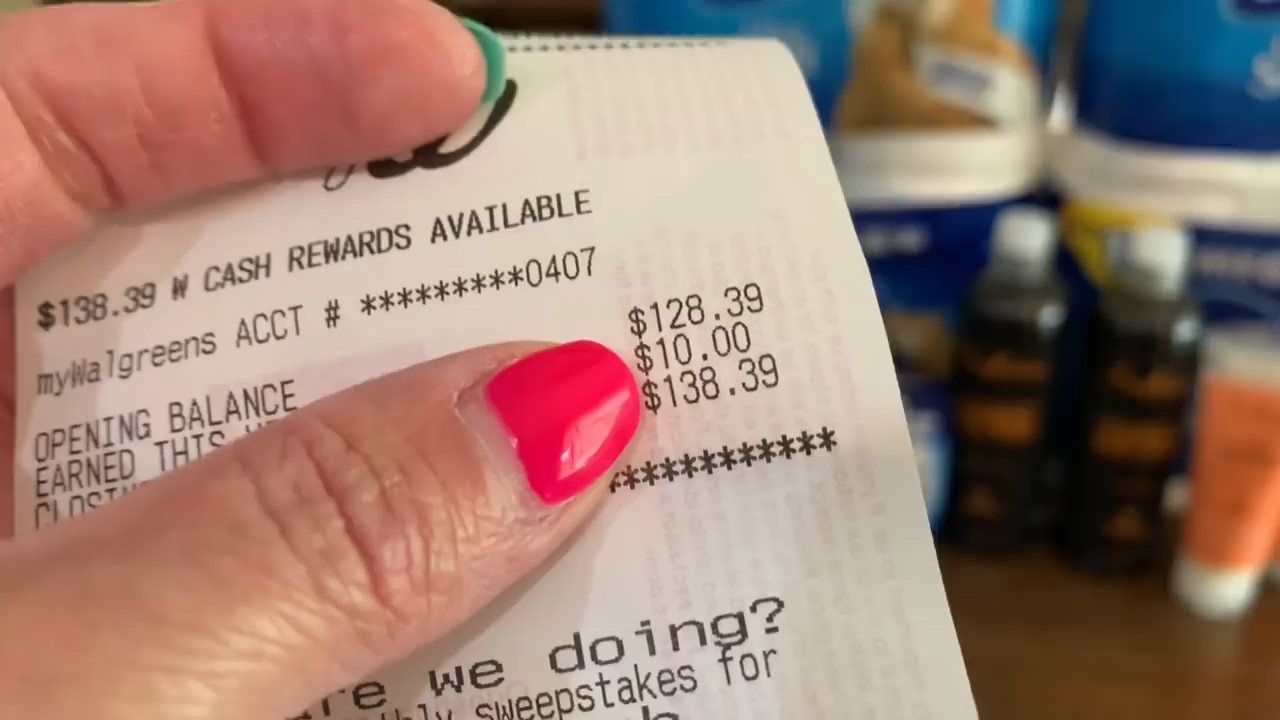 $138.39 W CASH REWARDS AVAILABLE
myWalgreens ACCT # *********0407
OPENING BALANCE $128.39
EARNED THIS $10.00
$138.39
***********
we doing?
sweepstakes for